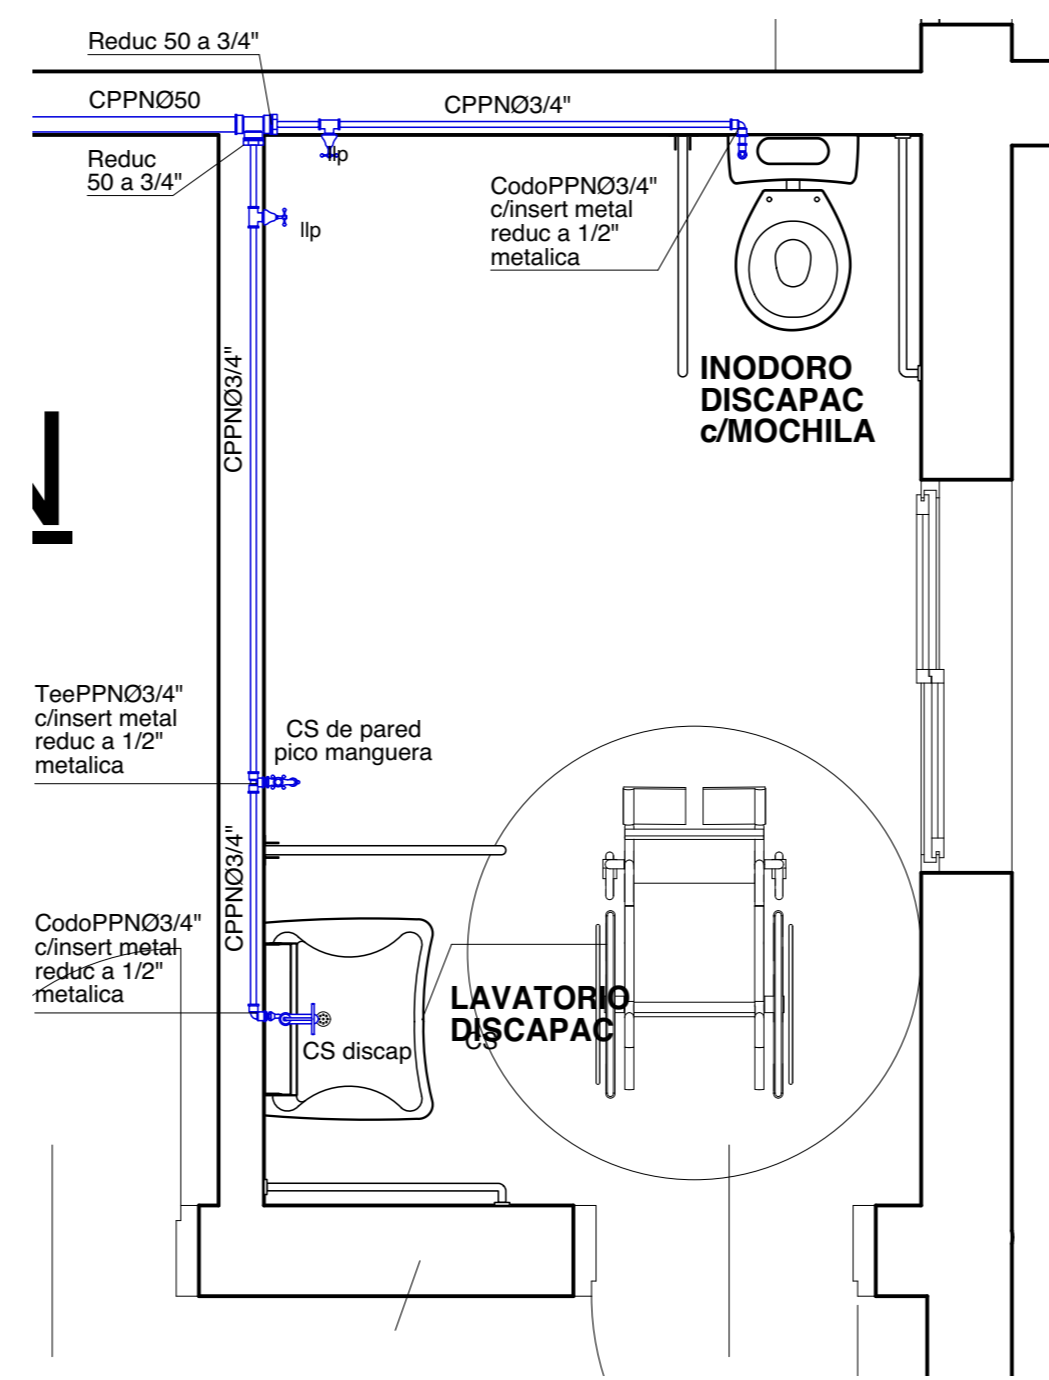 Reduc 50 a 3/4"
CPPNØ50
CPPNØ3/4"
Reduc
50 a 3/4"
llp
llp
CodoPPNØ3/4"
c/insert metal
reduc a 1/2"
metalica
CPPNØ3/4"
INODORO
DISCAPAC
c/MOCHILA
TeePPNØ3/4"
c/insert metal
reduc a 1/2"
metalica
CS de pared
pico manguera
CPPNØ3/4"
CodoPPNØ3/4"
c/insert metal
reduc a 1/2"
metalica
LAVATORIO
DISCAPAC
CS
CS discap